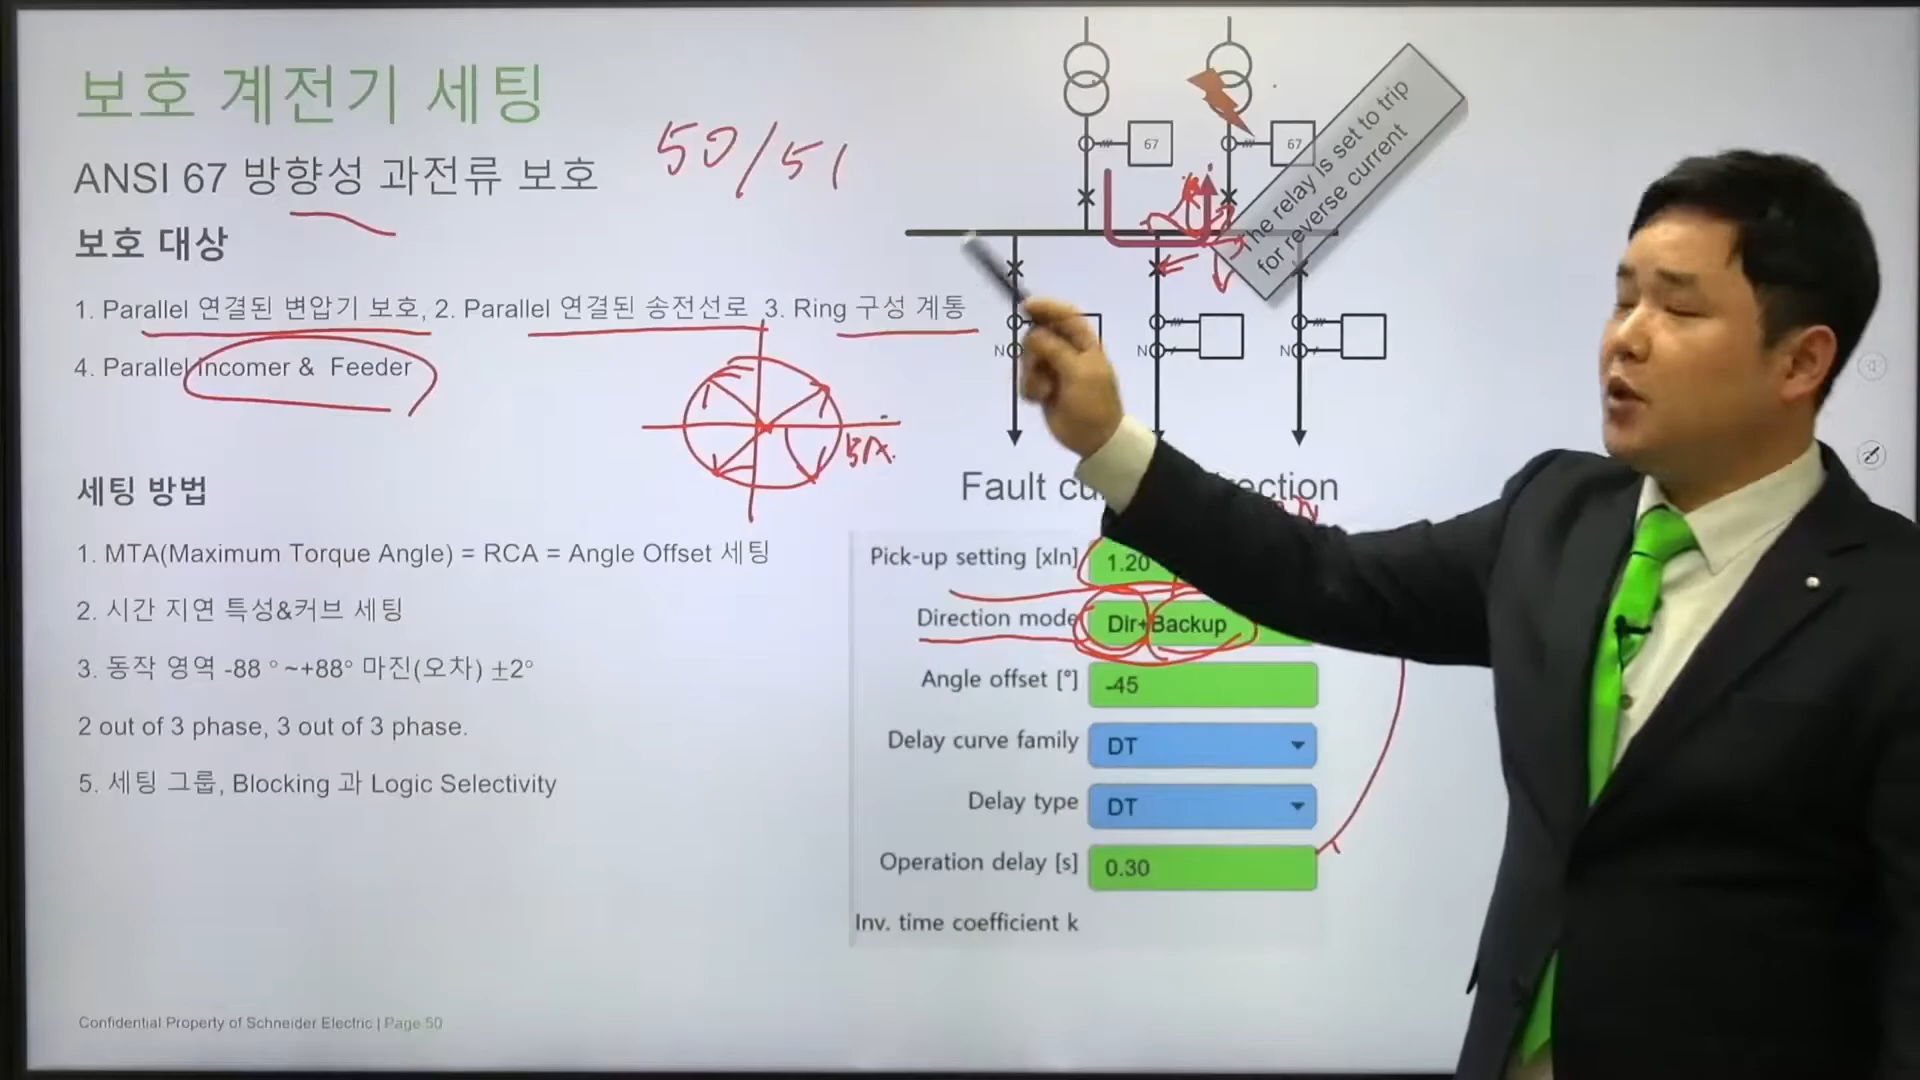 보호 계전기 세팅
ANSI 67 방향성 과전류 보호
50/51
보호 대상
1. Parallel 연결된 변압기 보호, 2. Parallel 연결된 송전선로 3. Ring 구성 계통
4. Parallel incomer & Feeder
5A.
세팅 방법
1. MTA(Maximum Torque Angle) = RCA = Angle Offset 세팅
2. 시간 지연 특성&커브 세팅
3. 동작 영역 -88 ° ~+88° 마진(오차) ±2°
2 out of 3 phase, 3 out of 3 phase.
5. 세팅 그룹, Blocking 과 Logic Selectivity
67
67
The relay is set to trip
for reverse current
N
N
N
Fault
Pick-up setting [xIn] 1.20
Direction mode Dir+Backup
Angle offset [°] -45
Delay curve family DT
Delay type DT
Operation delay [s] 0.30
Inv. time coefficient k
Confidential Property of Schneider Electric | Page 50